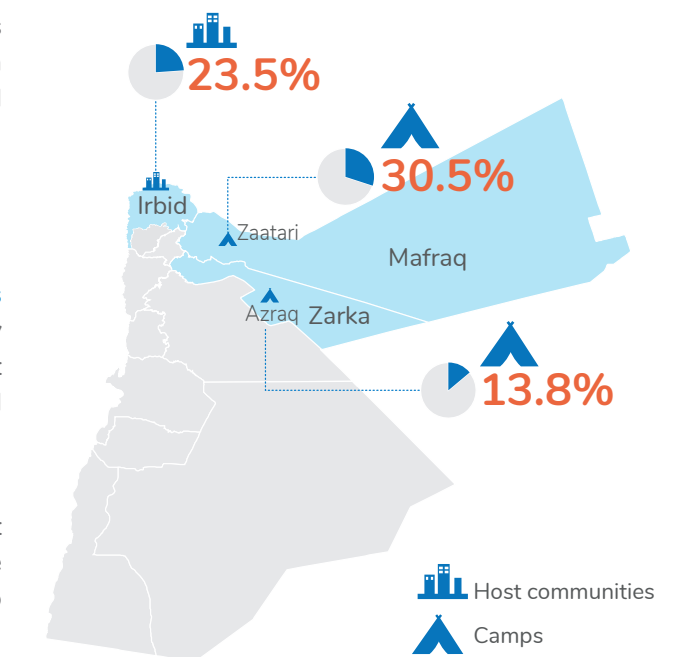 23.5%
30.5%
Irbid
Zaatari
Mafraq
Azraq
Zarka
13.8%
Host communities
Camps